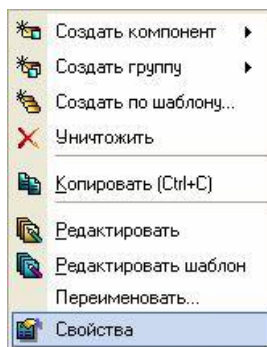 Создать компонент
Создать группу
Создать по шаблону...
Уничтожить
Копировать (Ctrl+C)
Редактировать
Редактировать шаблон
Переименовать...
Свойства